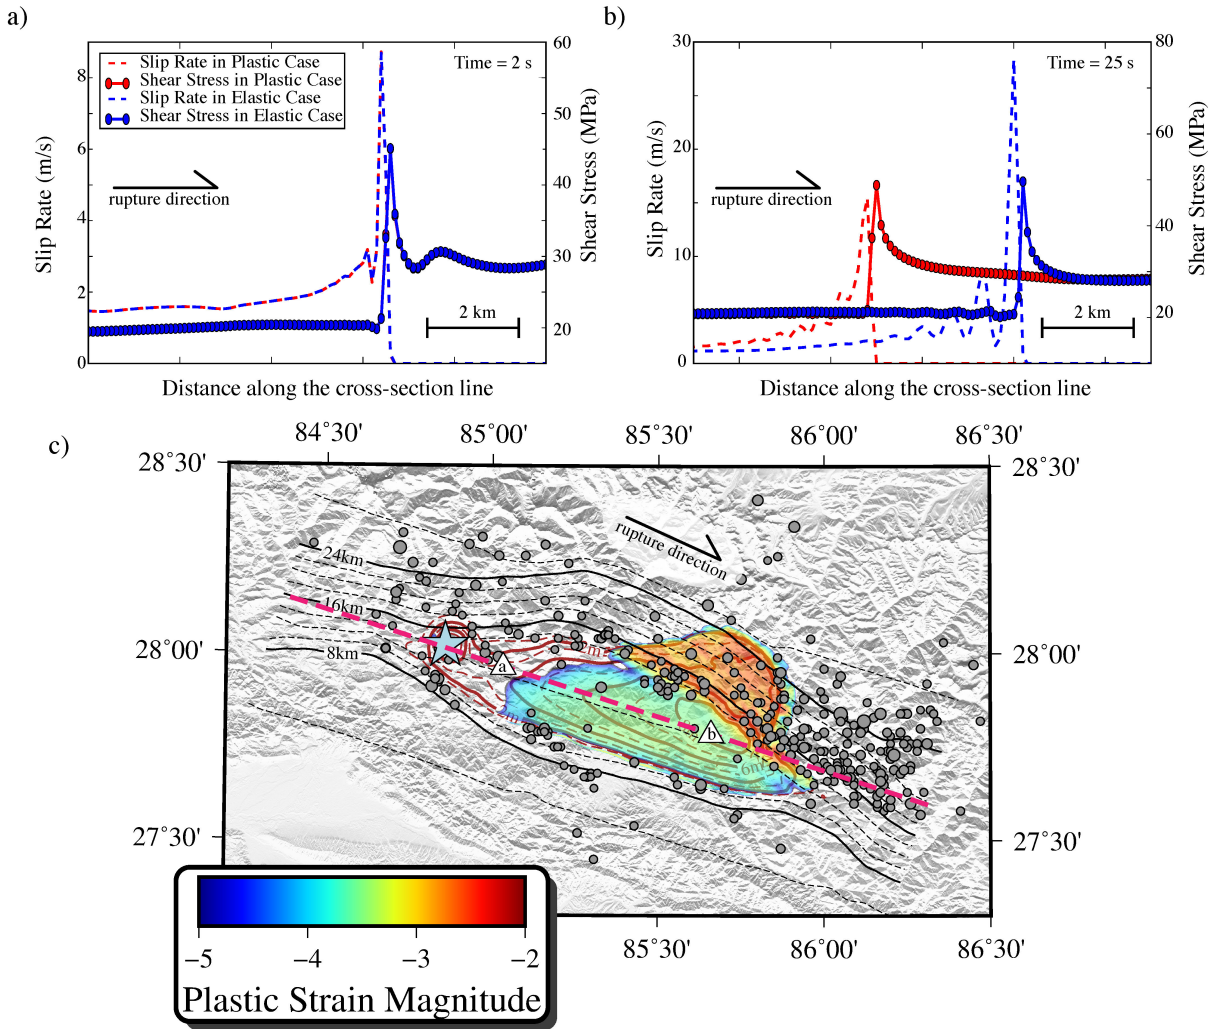 a)
8
6
4
2
0
Slip Rate (m/s)
60
50
40
30
20
Shear Stress (MPa)
Slip Rate in Plastic Case
Shear Stress in Plastic Case
Slip Rate in Elastic Case
Shear Stress in Elastic Case
Time = 2 s
rupture direction
2 km
Distance along the cross-section line
b)
30
20
10
0
Slip Rate (m/s)
80
60
40
20
Shear Stress (MPa)
Time = 25 s
rupture direction
2 km
Distance along the cross-section line
c)
84˚30'
85˚00'
85˚30'
86˚00'
86˚30'
28˚30'
28˚30'
rupture direction
24km
16km
8km
2m
a
b
6m
28˚00'
28˚00'
27˚30'
27˚30'
85˚30'
86˚00'
86˚30'
−5
−4
−3
−2
Plastic Strain Magnitude